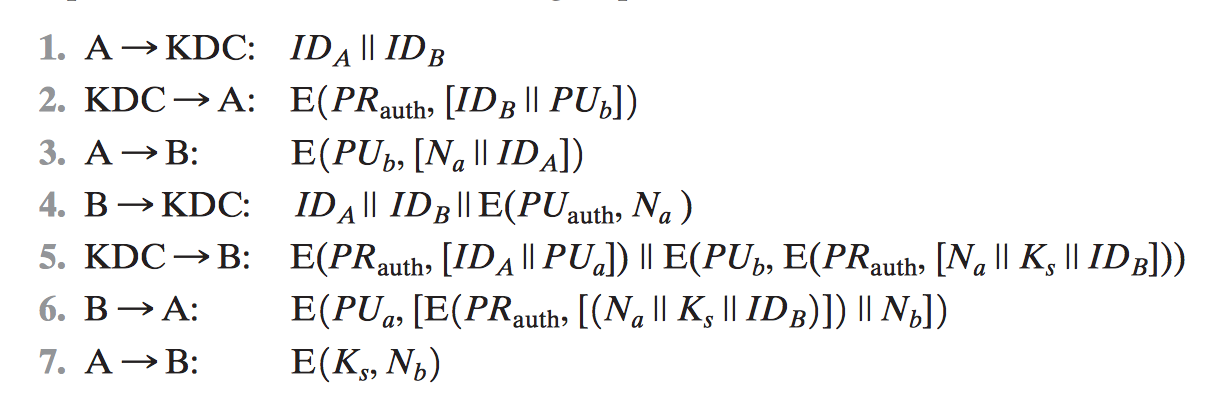 1. A → KDC: ID_A || ID_B
2. KDC → A: E(PR_auth, [ID_B || PU_b])
3. A → B: E(PU_b, [N_a || ID_A])
4. B → KDC: ID_A || ID_B || E(PU_auth, N_a)
5. KDC → B: E(PR_auth, [ID_A || PU_a]) || E(PU_b, E(PR_auth, [N_a || K_s || ID_B]))
6. B → A: E(PU_a, [E(PR_auth, [(N_a || K_s || ID_B)]) || N_b])
7. A → B: E(K_s, N_b)